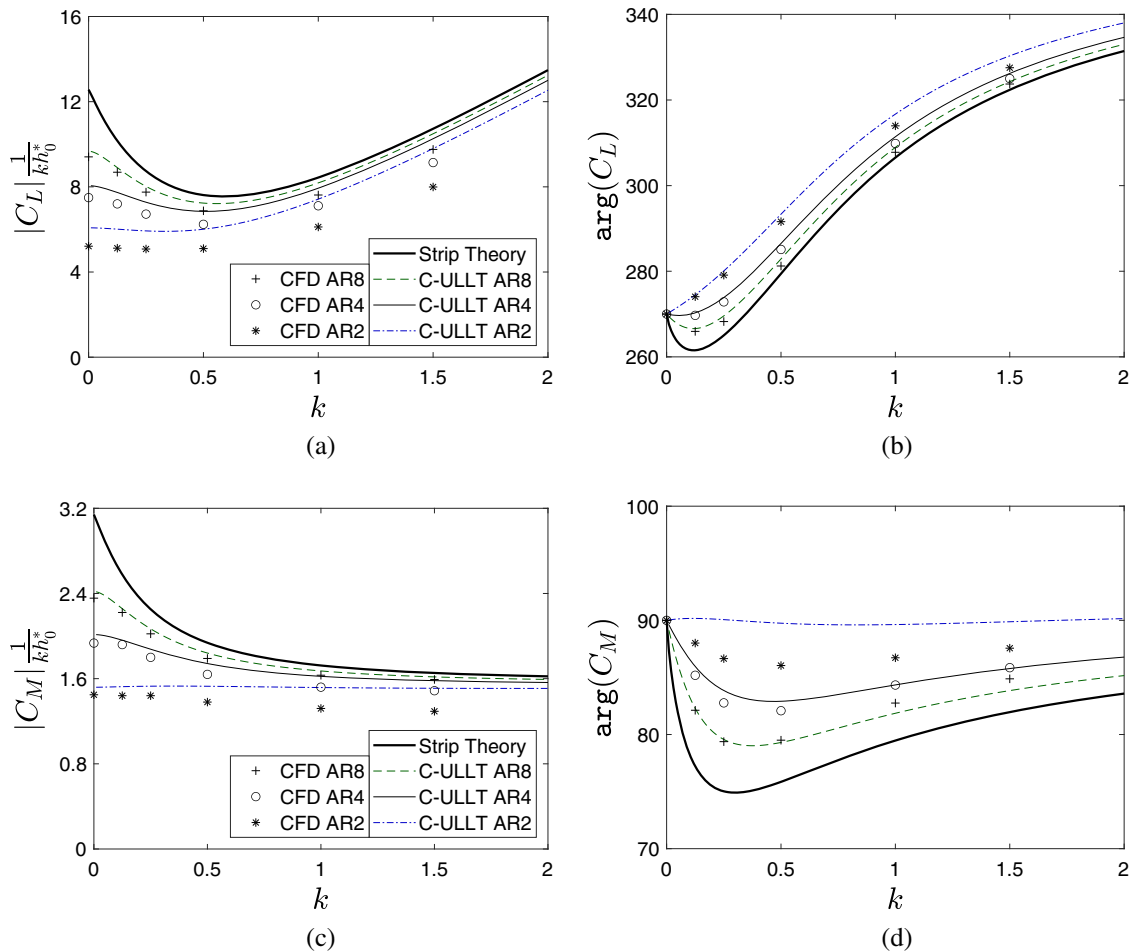 16
12
8
4
0
|C_L| 1/(kh_0^*)
CFD AR8
CFD AR4
CFD AR2
Strip Theory
C-ULLT AR8
C-ULLT AR4
C-ULLT AR2
0 0.5 1 1.5 2
k
(a)
340
320
300
280
260
arg(C_L)
0 0.5 1 1.5 2
k
(b)
3.2
2.4
1.6
0.8
0
|C_M| 1/(kh_0^*)
CFD AR8
CFD AR4
CFD AR2
Strip Theory
C-ULLT AR8
C-ULLT AR4
C-ULLT AR2
0 0.5 1 1.5 2
k
(c)
100
90
80
70
arg(C_M)
0 0.5 1 1.5 2
k
(d)